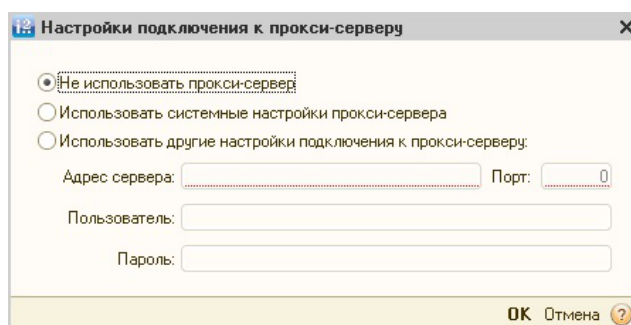 Настройки подключения к прокси-серверу
Не использовать прокси-сервер
Использовать системные настройки прокси-сервера
Использовать другие настройки подключения к прокси-серверу:
Адрес сервера: Порт: 0
Пользователь:
Пароль:
OK Отмена ?